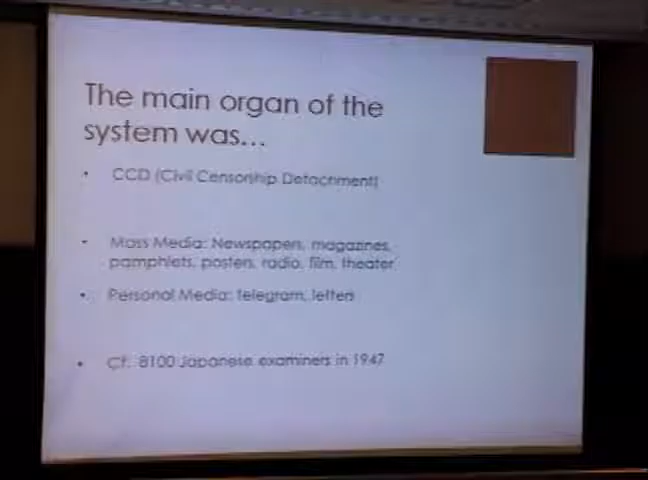 The main organ of the
system was...
• CCD (Civil Censorship Detachment)
• Mass Media: Newspapers, magazines,
pamphlets, posters, radio, film, theater
• Personal Media: telegram, letters
• Cf. 8100 Japanese examiners in 1947